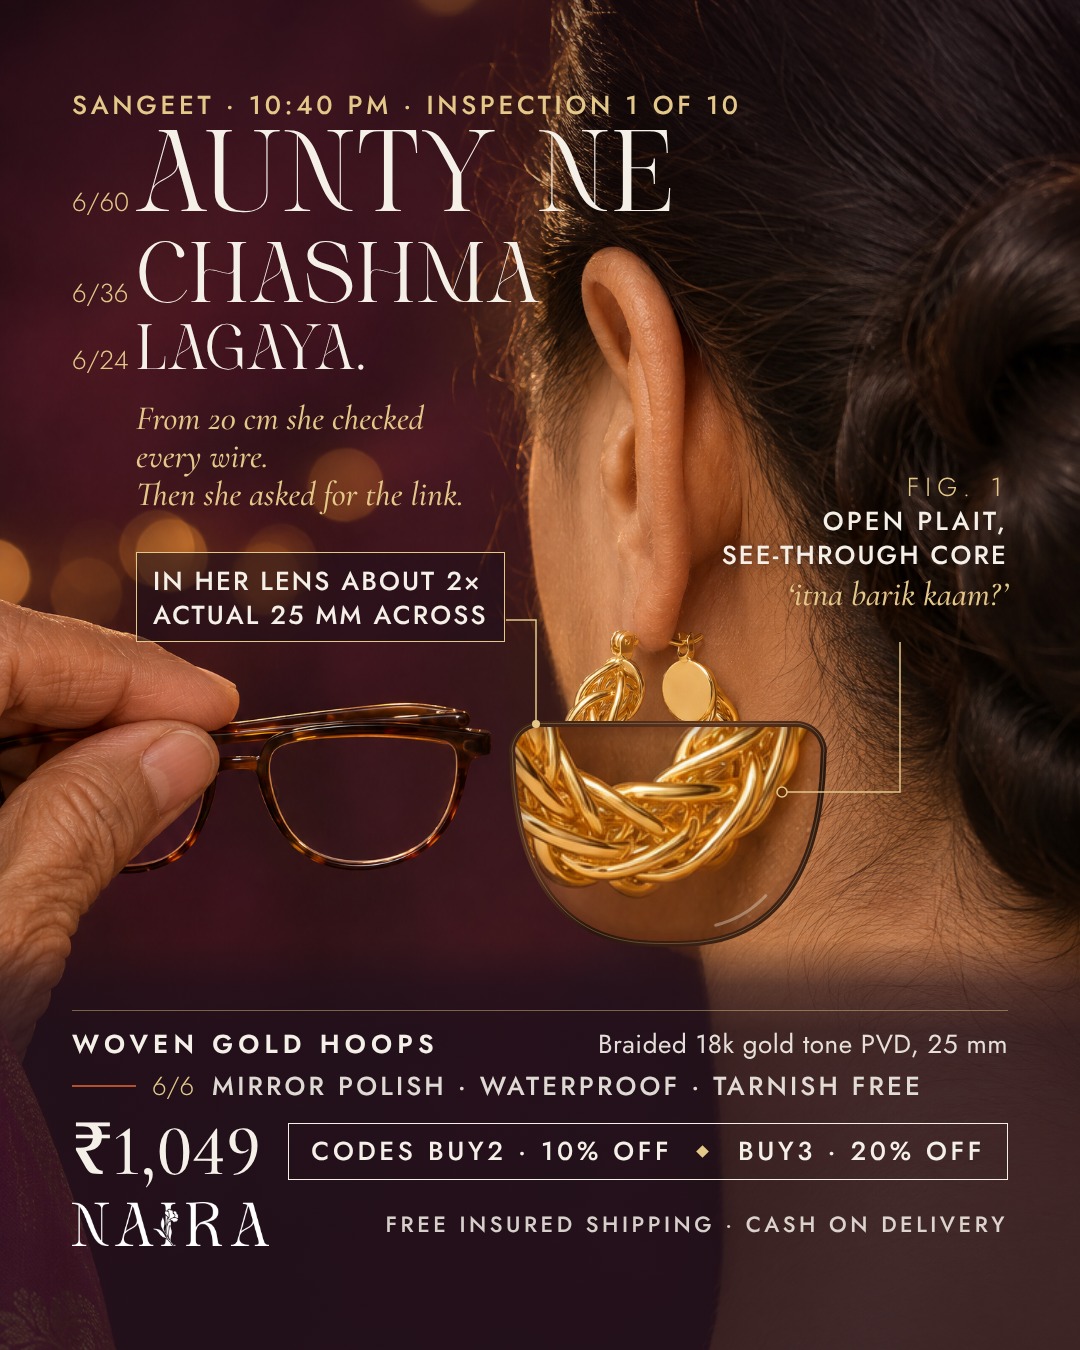 SANGEET · 10:40 PM · INSPECTION 1 OF 10
6/60 AUNTY NE
6/36 CHASHMA
6/24 LAGAYA.
From 20 cm she checked
every wire.
Then she asked for the link.
IN HER LENS ABOUT 2×
ACTUAL 25 MM ACROSS
FIG. 1
OPEN PLAIT,
SEE-THROUGH CORE
‘itna barik kaam?’
WOVEN GOLD HOOPS
Braided 18k gold tone PVD, 25 mm
6/6 MIRROR POLISH · WATERPROOF · TARNISH FREE
₹1,049
CODES BUY2 · 10% OFF ◆ BUY3 · 20% OFF
NAIRA
FREE INSURED SHIPPING · CASH ON DELIVERY